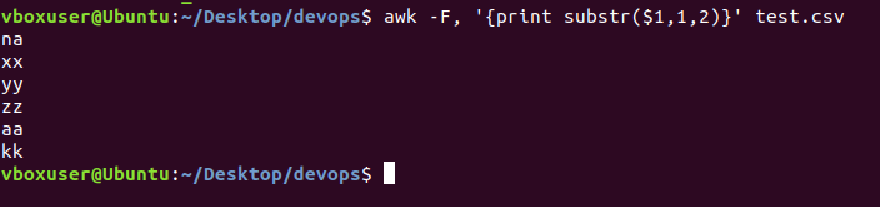 vboxuser@Ubuntu:~/Desktop/devops$ awk -F, '{print substr($1,1,2)}' test.csv
na
xx
yy
zz
aa
kk
vboxuser@Ubuntu:~/Desktop/devops$